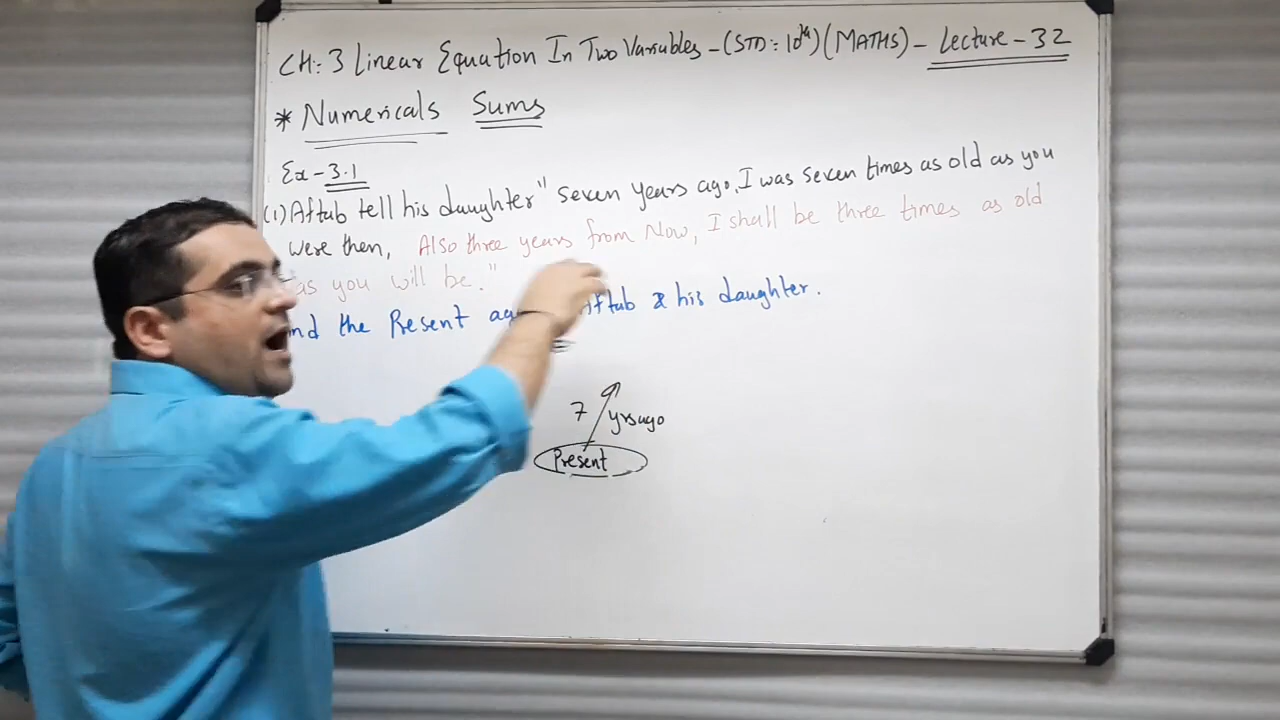 CH: 3 Linear Equation In Two Variables - (STD: 10th) (MATHS) - Lecture - 32
* Numericals Sums
Ex - 3.1
(1) Aftab tell his daughter" Seven years ago, I was seven times as old as you
were then, Also three years from Now, I shall be three times as old
as you will be."
the Present Aftab & his daughter.
7 yrs ago
Present